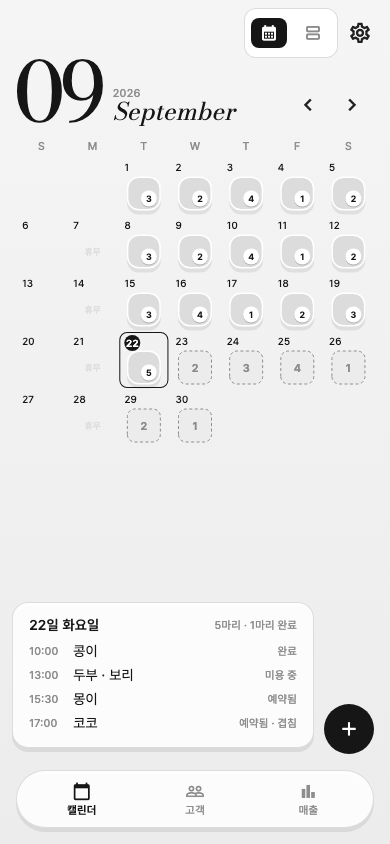 09
2026
September
S M T W T F S
1 2 3 4 5
3 2 4 1 2
6 7 8 9 10 11 12
휴무 3 2 4 1 2
13 14 15 16 17 18 19
휴무 3 4 1 2 3
20 21 22 23 24 25 26
휴무 5 2 3 4 1
27 28 29 30
휴무 2 1
22일 화요일 5마리 · 1마리 완료
10:00 콩이 완료
13:00 두부 · 보리 미용 중
15:30 몽이 예약됨
17:00 코코 예약됨 · 겹침
캘린더 고객 매출